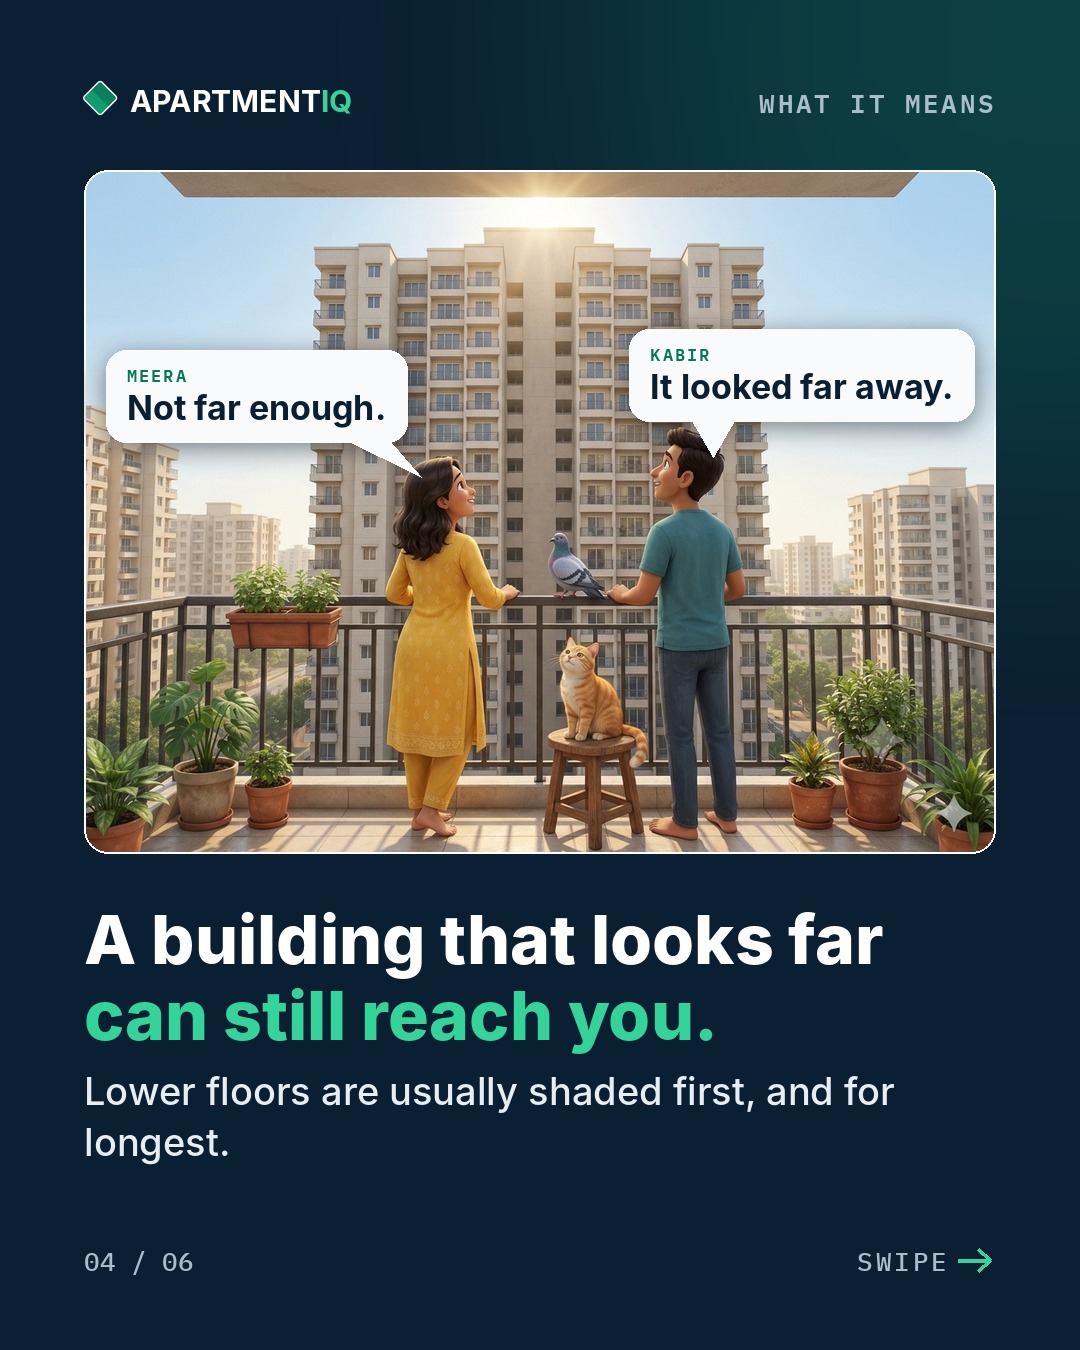 APARTMENTIQ
WHAT IT MEANS
MEERA
Not far enough.
KABIR
It looked far away.
A building that looks far
can still reach you.
Lower floors are usually shaded first, and for
longest.
04 / 06
SWIPE